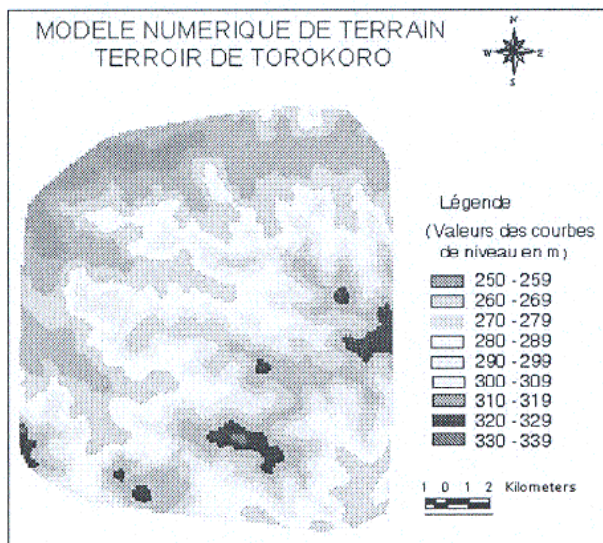 MODELE NUMERIQUE DE TERRAIN
TERROIR DE TOROKORO
N
W E
S
Légende
(Valeurs des courbes
de niveau en m)
250 - 259
260 - 269
270 - 279
280 - 289
290 - 299
300 - 309
310 - 319
320 - 329
330 - 339
1 0 1 2 Kilometers